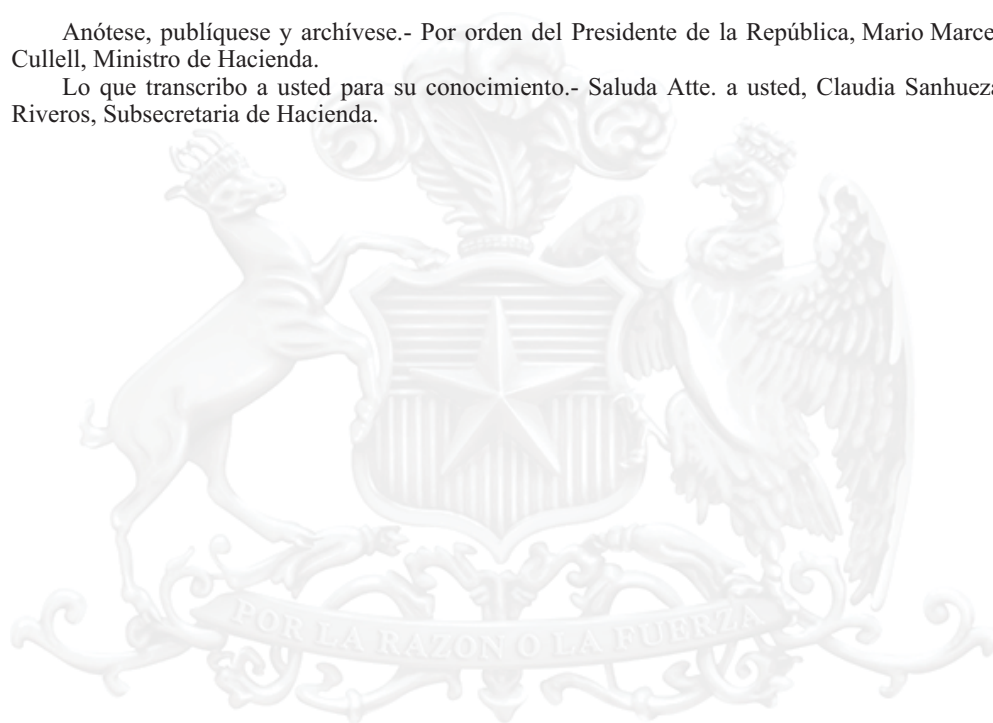 Anótese, publíquese y archívese.- Por orden del Presidente de la República, Mario Marcel
Cullell, Ministro de Hacienda.
Lo que transcribo a usted para su conocimiento.- Saluda Atte. a usted, Claudia Sanhueza
Riveros, Subsecretaria de Hacienda.
POR LA RAZON O LA FUERZA